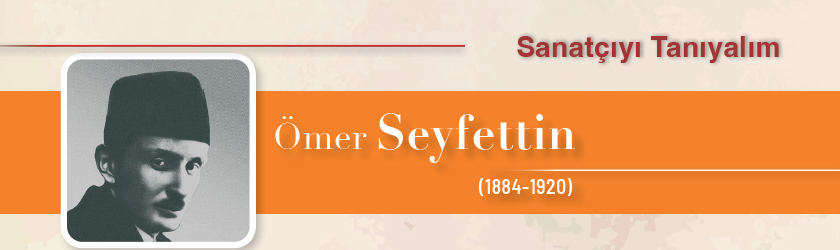 Sanatçıyı Tanıyalım
Ömer Seyfettin
(1884-1920)